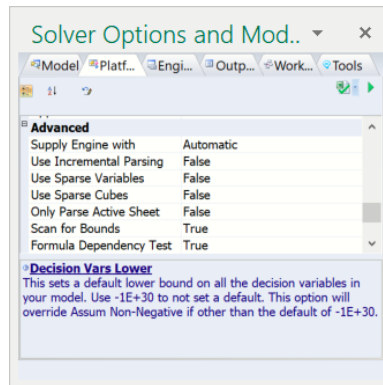 Solver Options and Mod..
Model Platf... Engi... Outp... Work... Tools
Advanced
Supply Engine with Automatic
Use Incremental Parsing False
Use Sparse Variables False
Use Sparse Cubes False
Only Parse Active Sheet False
Scan for Bounds True
Formula Dependency Test True
Decision Vars Lower
This sets a default lower bound on all the decision variables in
your model. Use -1E+30 to not set a default. This option will
override Assum Non-Negative if other than the default of -1E+30.